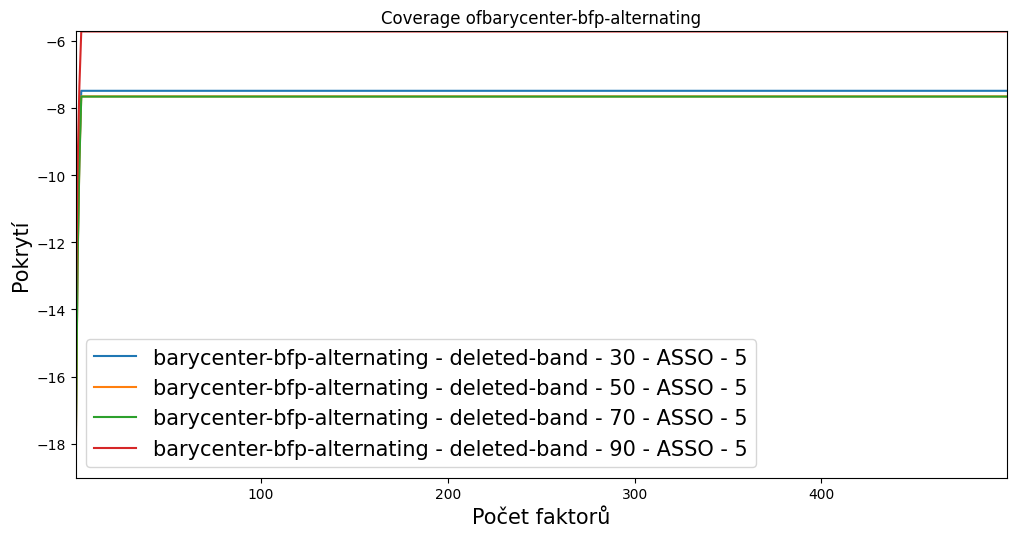 Coverage ofbarycenter-bfp-alternating
−6
−8
−10
−12
−14
−16
−18
Pokrytí
barycenter-bfp-alternating - deleted-band - 30 - ASSO - 5
barycenter-bfp-alternating - deleted-band - 50 - ASSO - 5
barycenter-bfp-alternating - deleted-band - 70 - ASSO - 5
barycenter-bfp-alternating - deleted-band - 90 - ASSO - 5
100 200 300 400
Počet faktorů